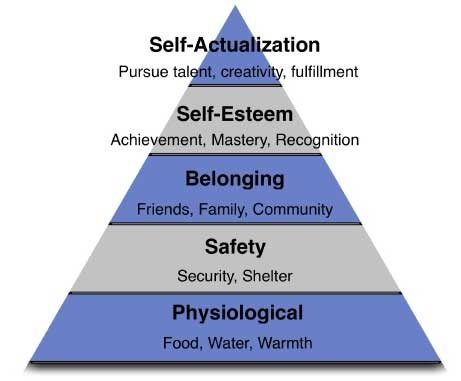 Self-Actualization
Pursue talent, creativity, fulfillment
Self-Esteem
Achievement, Mastery, Recognition
Belonging
Friends, Family, Community
Safety
Security, Shelter
Physiological
Food, Water, Warmth